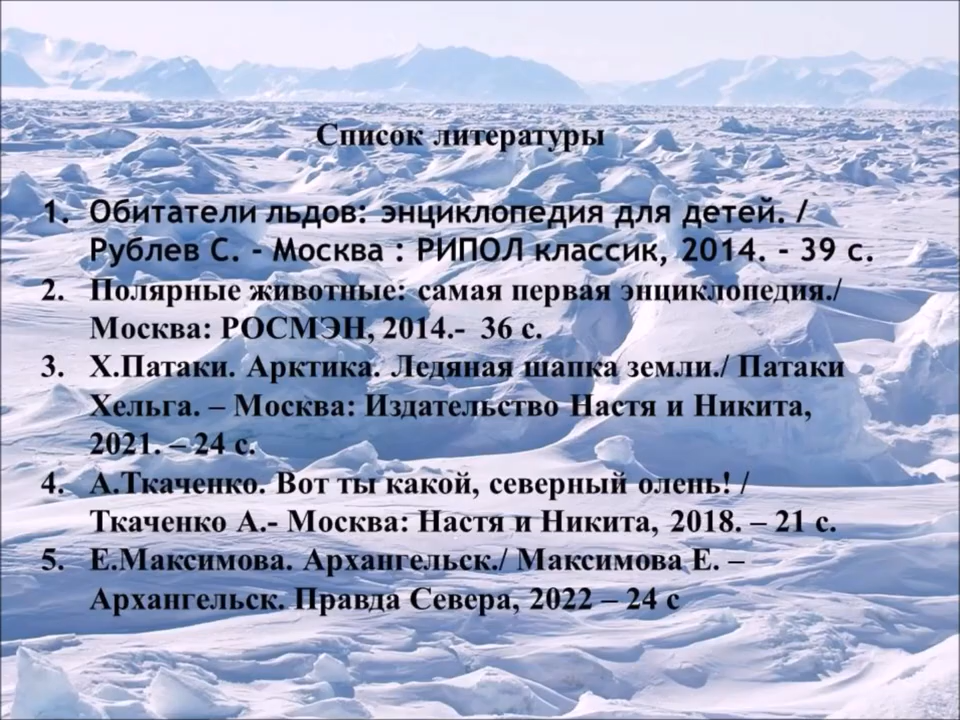 Список литературы
1. Обитатели льдов: энциклопедия для детей. /
Рублев С. - Москва : РИПОЛ классик, 2014. - 39 с.
2. Полярные животные: самая первая энциклопедия./
Москва: РОСМЭН, 2014.- 36 с.
3. Х.Патаки. Арктика. Ледяная шапка земли./ Патаки
Хельга. – Москва: Издательство Настя и Никита,
2021. – 24 с.
4. А.Ткаченко. Вот ты какой, северный олень! /
Ткаченко А.- Москва: Настя и Никита, 2018. – 21 с.
5. Е.Максимова. Архангельск./ Максимова Е. –
Архангельск. Правда Севера, 2022 – 24 с